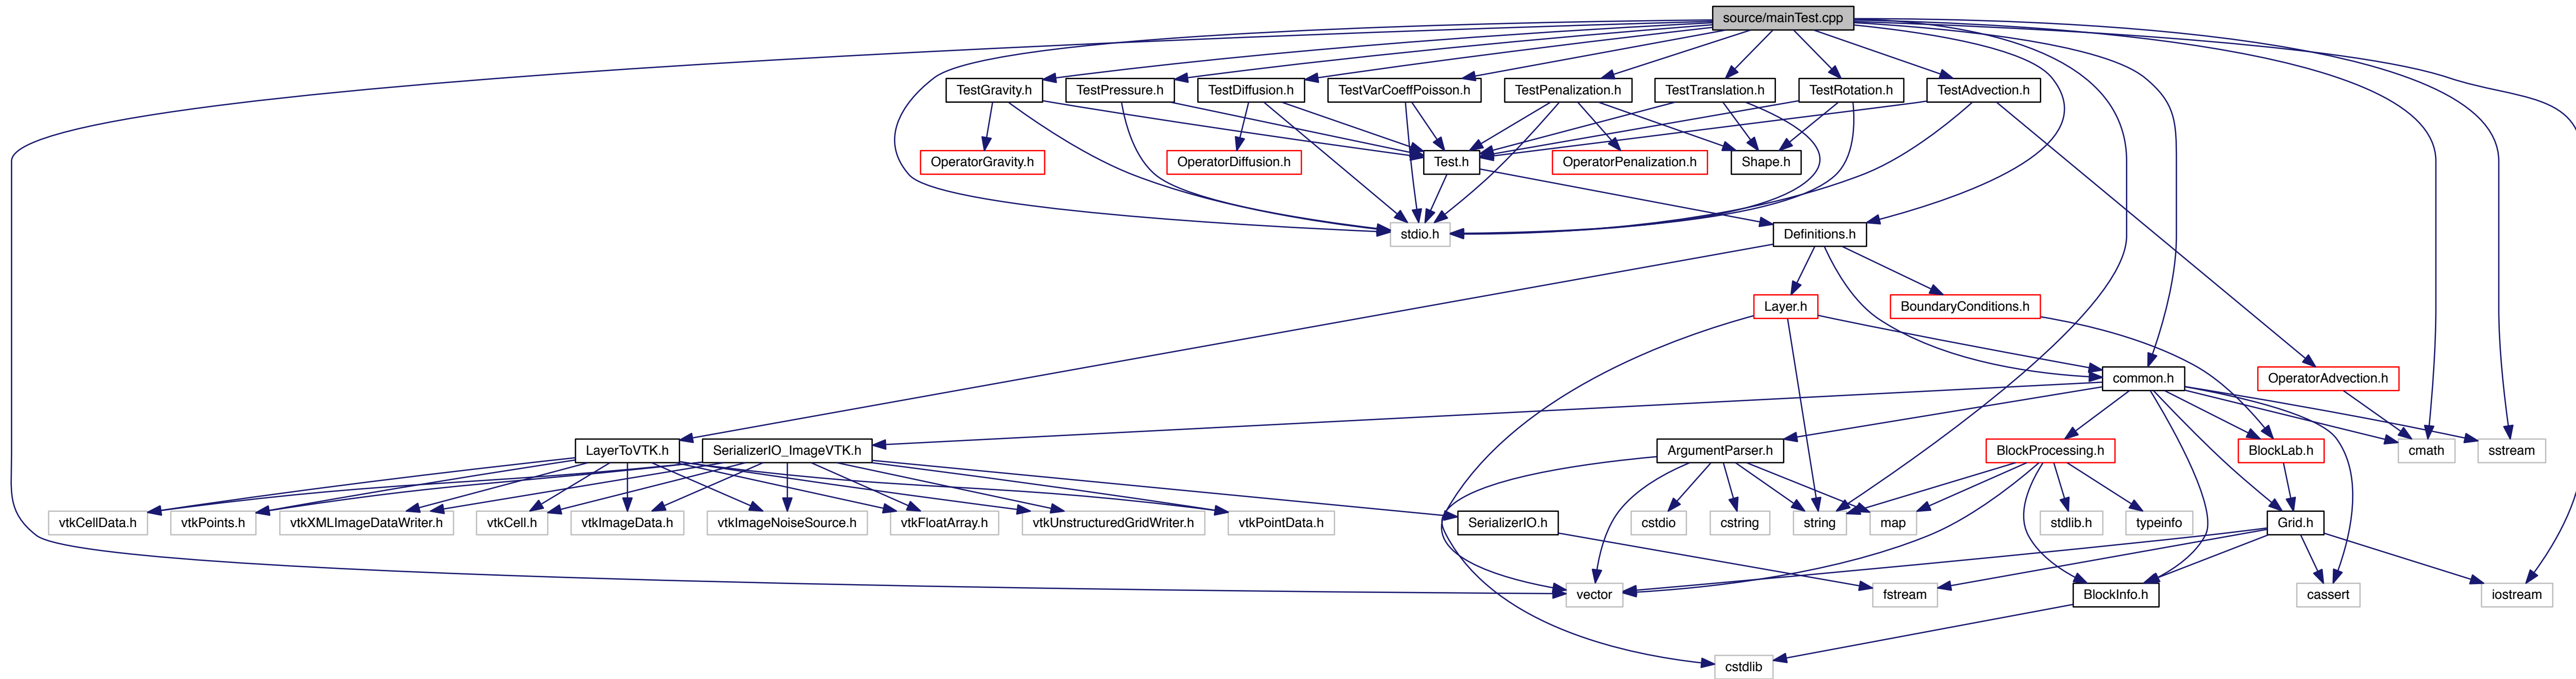 source/mainTest.cpp
TestGravity.h
TestPressure.h
TestDiffusion.h
TestVarCoeffPoisson.h
TestPenalization.h
TestTranslation.h
TestRotation.h
TestAdvection.h
OperatorGravity.h
OperatorDiffusion.h
Test.h
OperatorPenalization.h
Shape.h
stdio.h
Definitions.h
Layer.h
BoundaryConditions.h
common.h
OperatorAdvection.h
LayerToVTK.h
SerializerIO_ImageVTK.h
ArgumentParser.h
BlockProcessing.h
BlockLab.h
cmath
sstream
vtkCellData.h
vtkPoints.h
vtkXMLImageDataWriter.h
vtkCell.h
vtkImageData.h
vtkImageNoiseSource.h
vtkFloatArray.h
vtkUnstructuredGridWriter.h
vtkPointData.h
SerializerIO.h
cstdio
cstring
string
map
stdlib.h
typeinfo
Grid.h
vector
fstream
BlockInfo.h
cassert
iostream
cstdlib